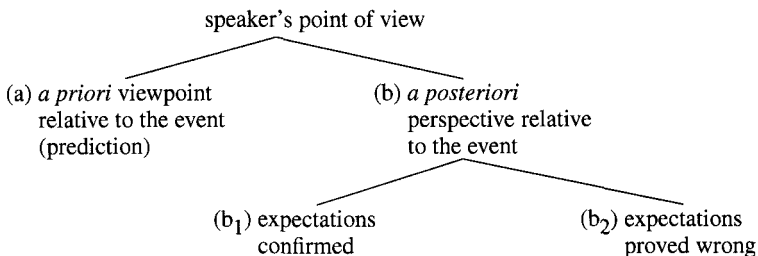 speaker's point of view
(a) a priori viewpoint
relative to the event
(prediction)
(b) a posteriori
perspective relative
to the event
(b1) expectations
confirmed
(b2) expectations
proved wrong